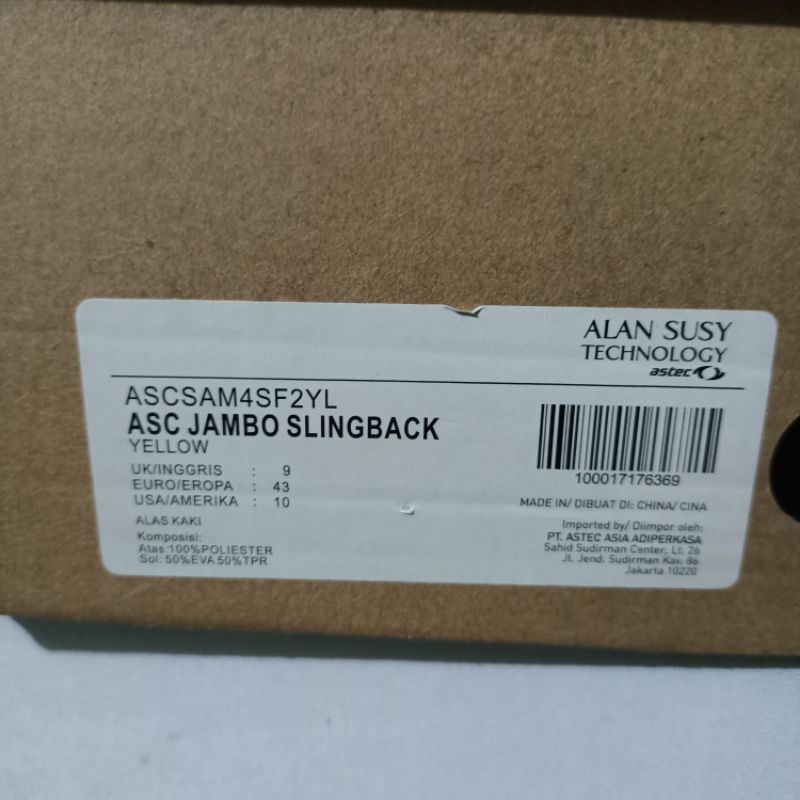 ALAN SUSY
TECHNOLOGY
astec
ASCSAM4SF2YL
ASC JAMBO SLINGBACK
YELLOW
UK/INGGRIS : 9
EURO/EROPA : 43
USA/AMERIKA : 10
ALAS KAKI
Komposisi:
Atas:100%POLIESTER
Sol: 50%EVA 50%TPR
100017176369
MADE IN/ DIBUAT DI: CHINA/ CINA
Imported by/ Diimpor oleh:
PT. ASTEC ASIA ADIPERKASA
Sahid Sudirman Center, Lt. 26
Jl. Jend. Sudirman Kav. 86
Jakarta 10220